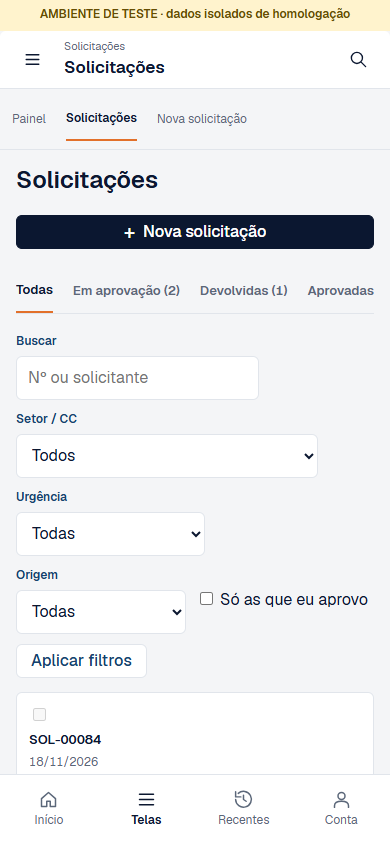 AMBIENTE DE TESTE · dados isolados de homologação
Solicitações
Solicitações
Painel Solicitações Nova solicitação
Solicitações
+ Nova solicitação
Todas Em aprovação (2) Devolvidas (1) Aprovadas
Buscar
Nº ou solicitante
Setor / CC
Todos
Urgência
Todas
Origem
Todas Só as que eu aprovo
Aplicar filtros
SOL-00084
18/11/2026
Início Telas Recentes Conta